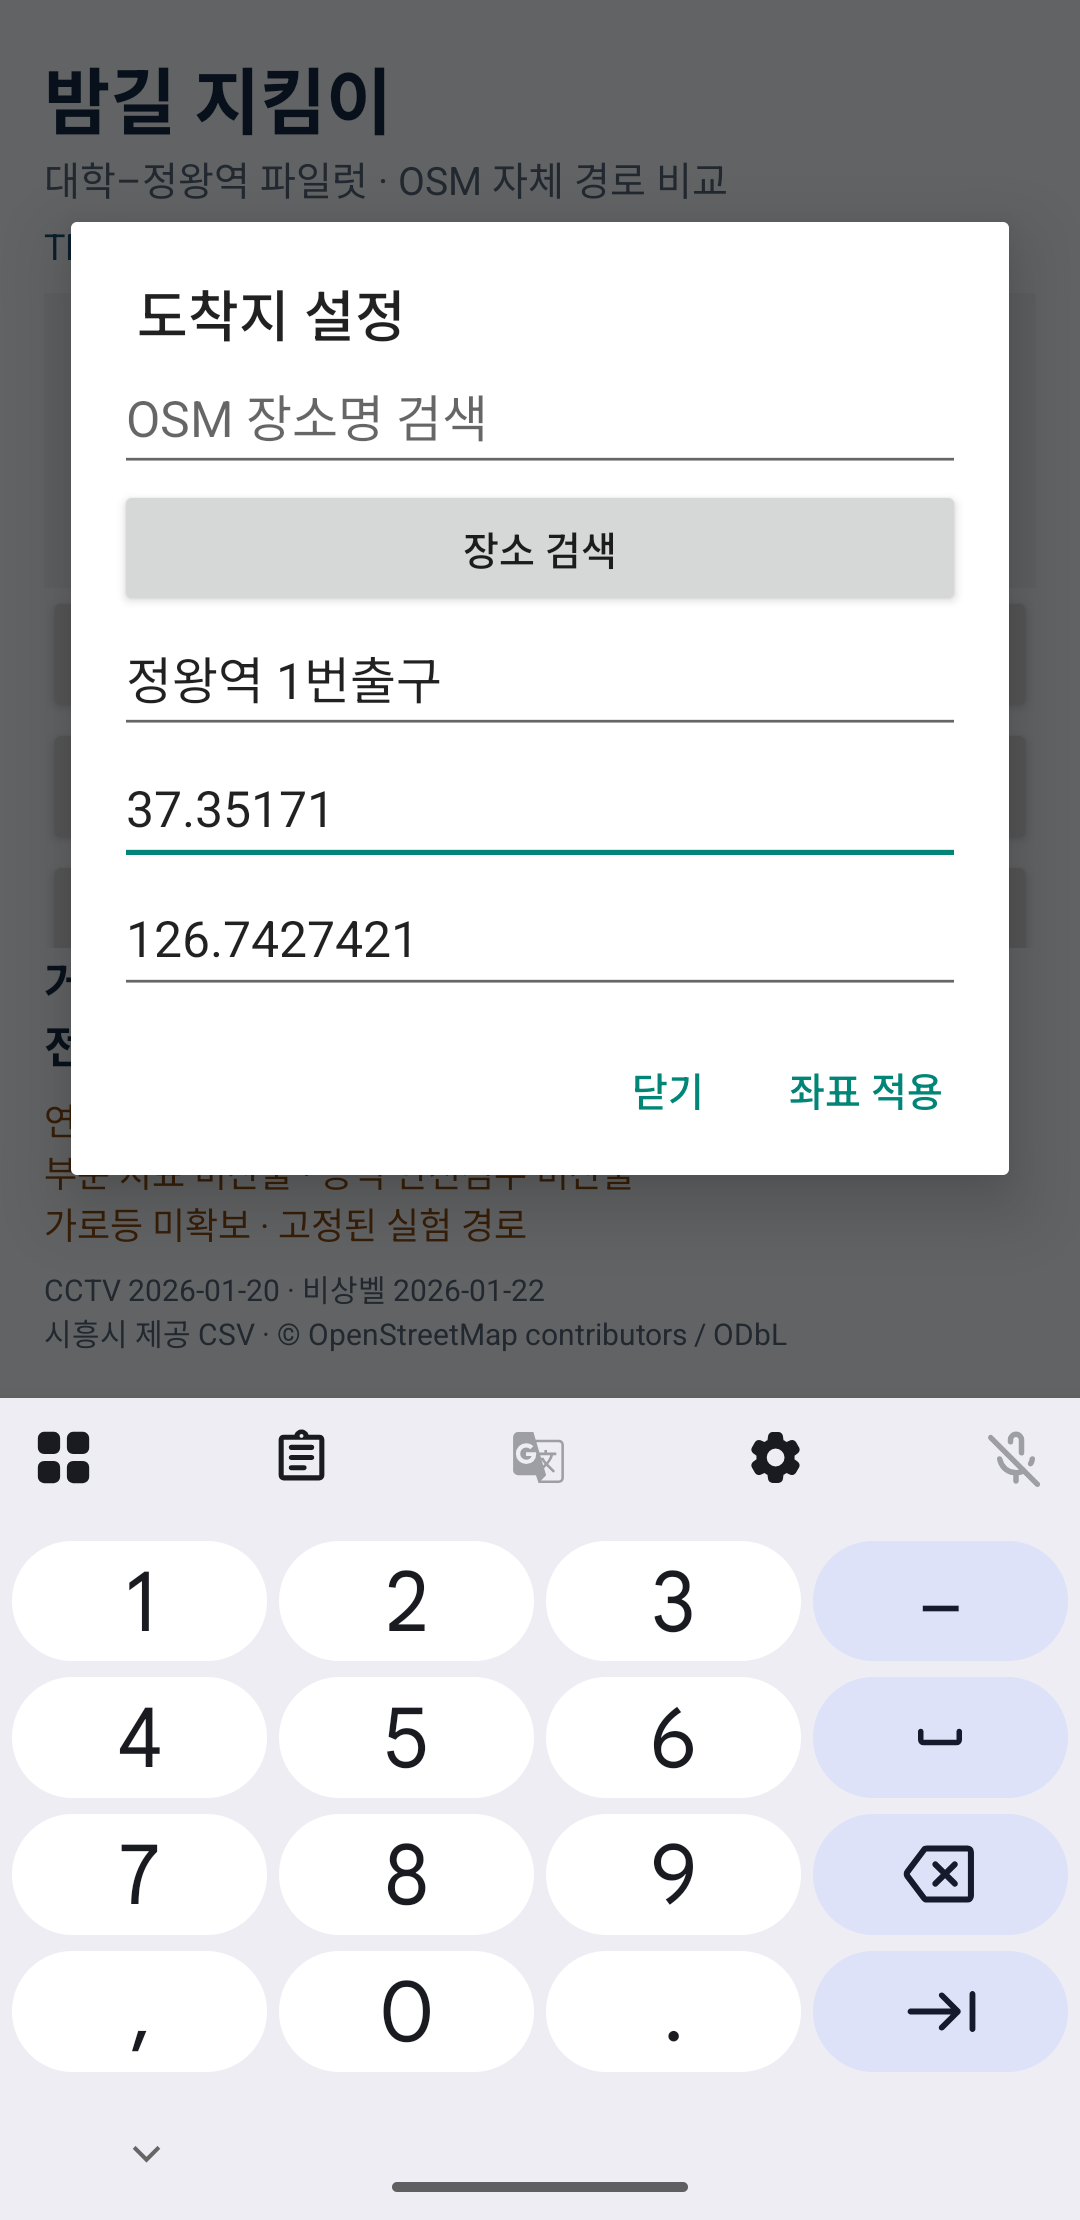 밤길 지킴이
대학–정왕역 파일럿 · OSM 자체 경로 비교
도착지 설정
OSM 장소명 검색
장소 검색
정왕역 1번출구
37.35171
126.7427421
닫기
좌표 적용
가로등 미확보 · 고정된 실험 경로
CCTV 2026-01-20 · 비상벨 2026-01-22
시흥시 제공 CSV · © OpenStreetMap contributors / ODbL
1 2 3 –
4 5 6
7 8 9
, 0 .